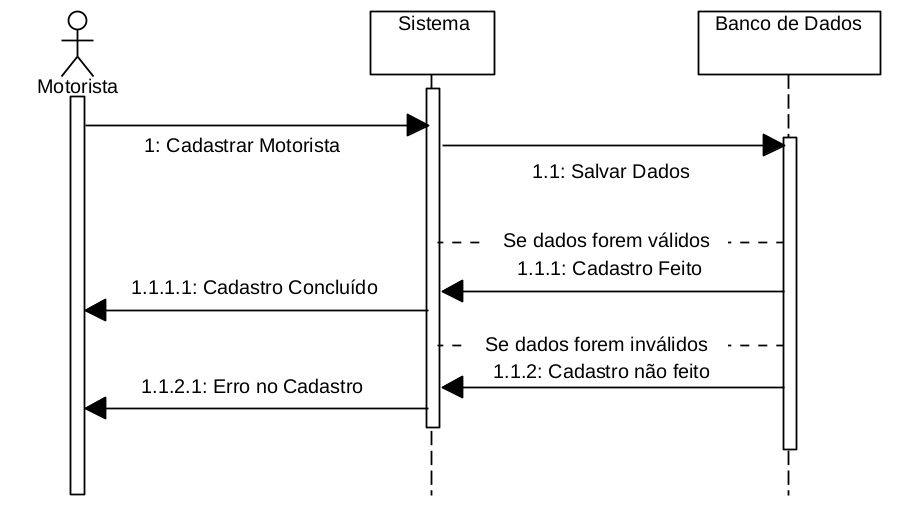 Sistema
Banco de Dados
Motorista
1: Cadastrar Motorista
1.1: Salvar Dados
Se dados forem válidos
1.1.1: Cadastro Feito
1.1.1.1: Cadastro Concluído
Se dados forem inválidos
1.1.2: Cadastro não feito
1.1.2.1: Erro no Cadastro